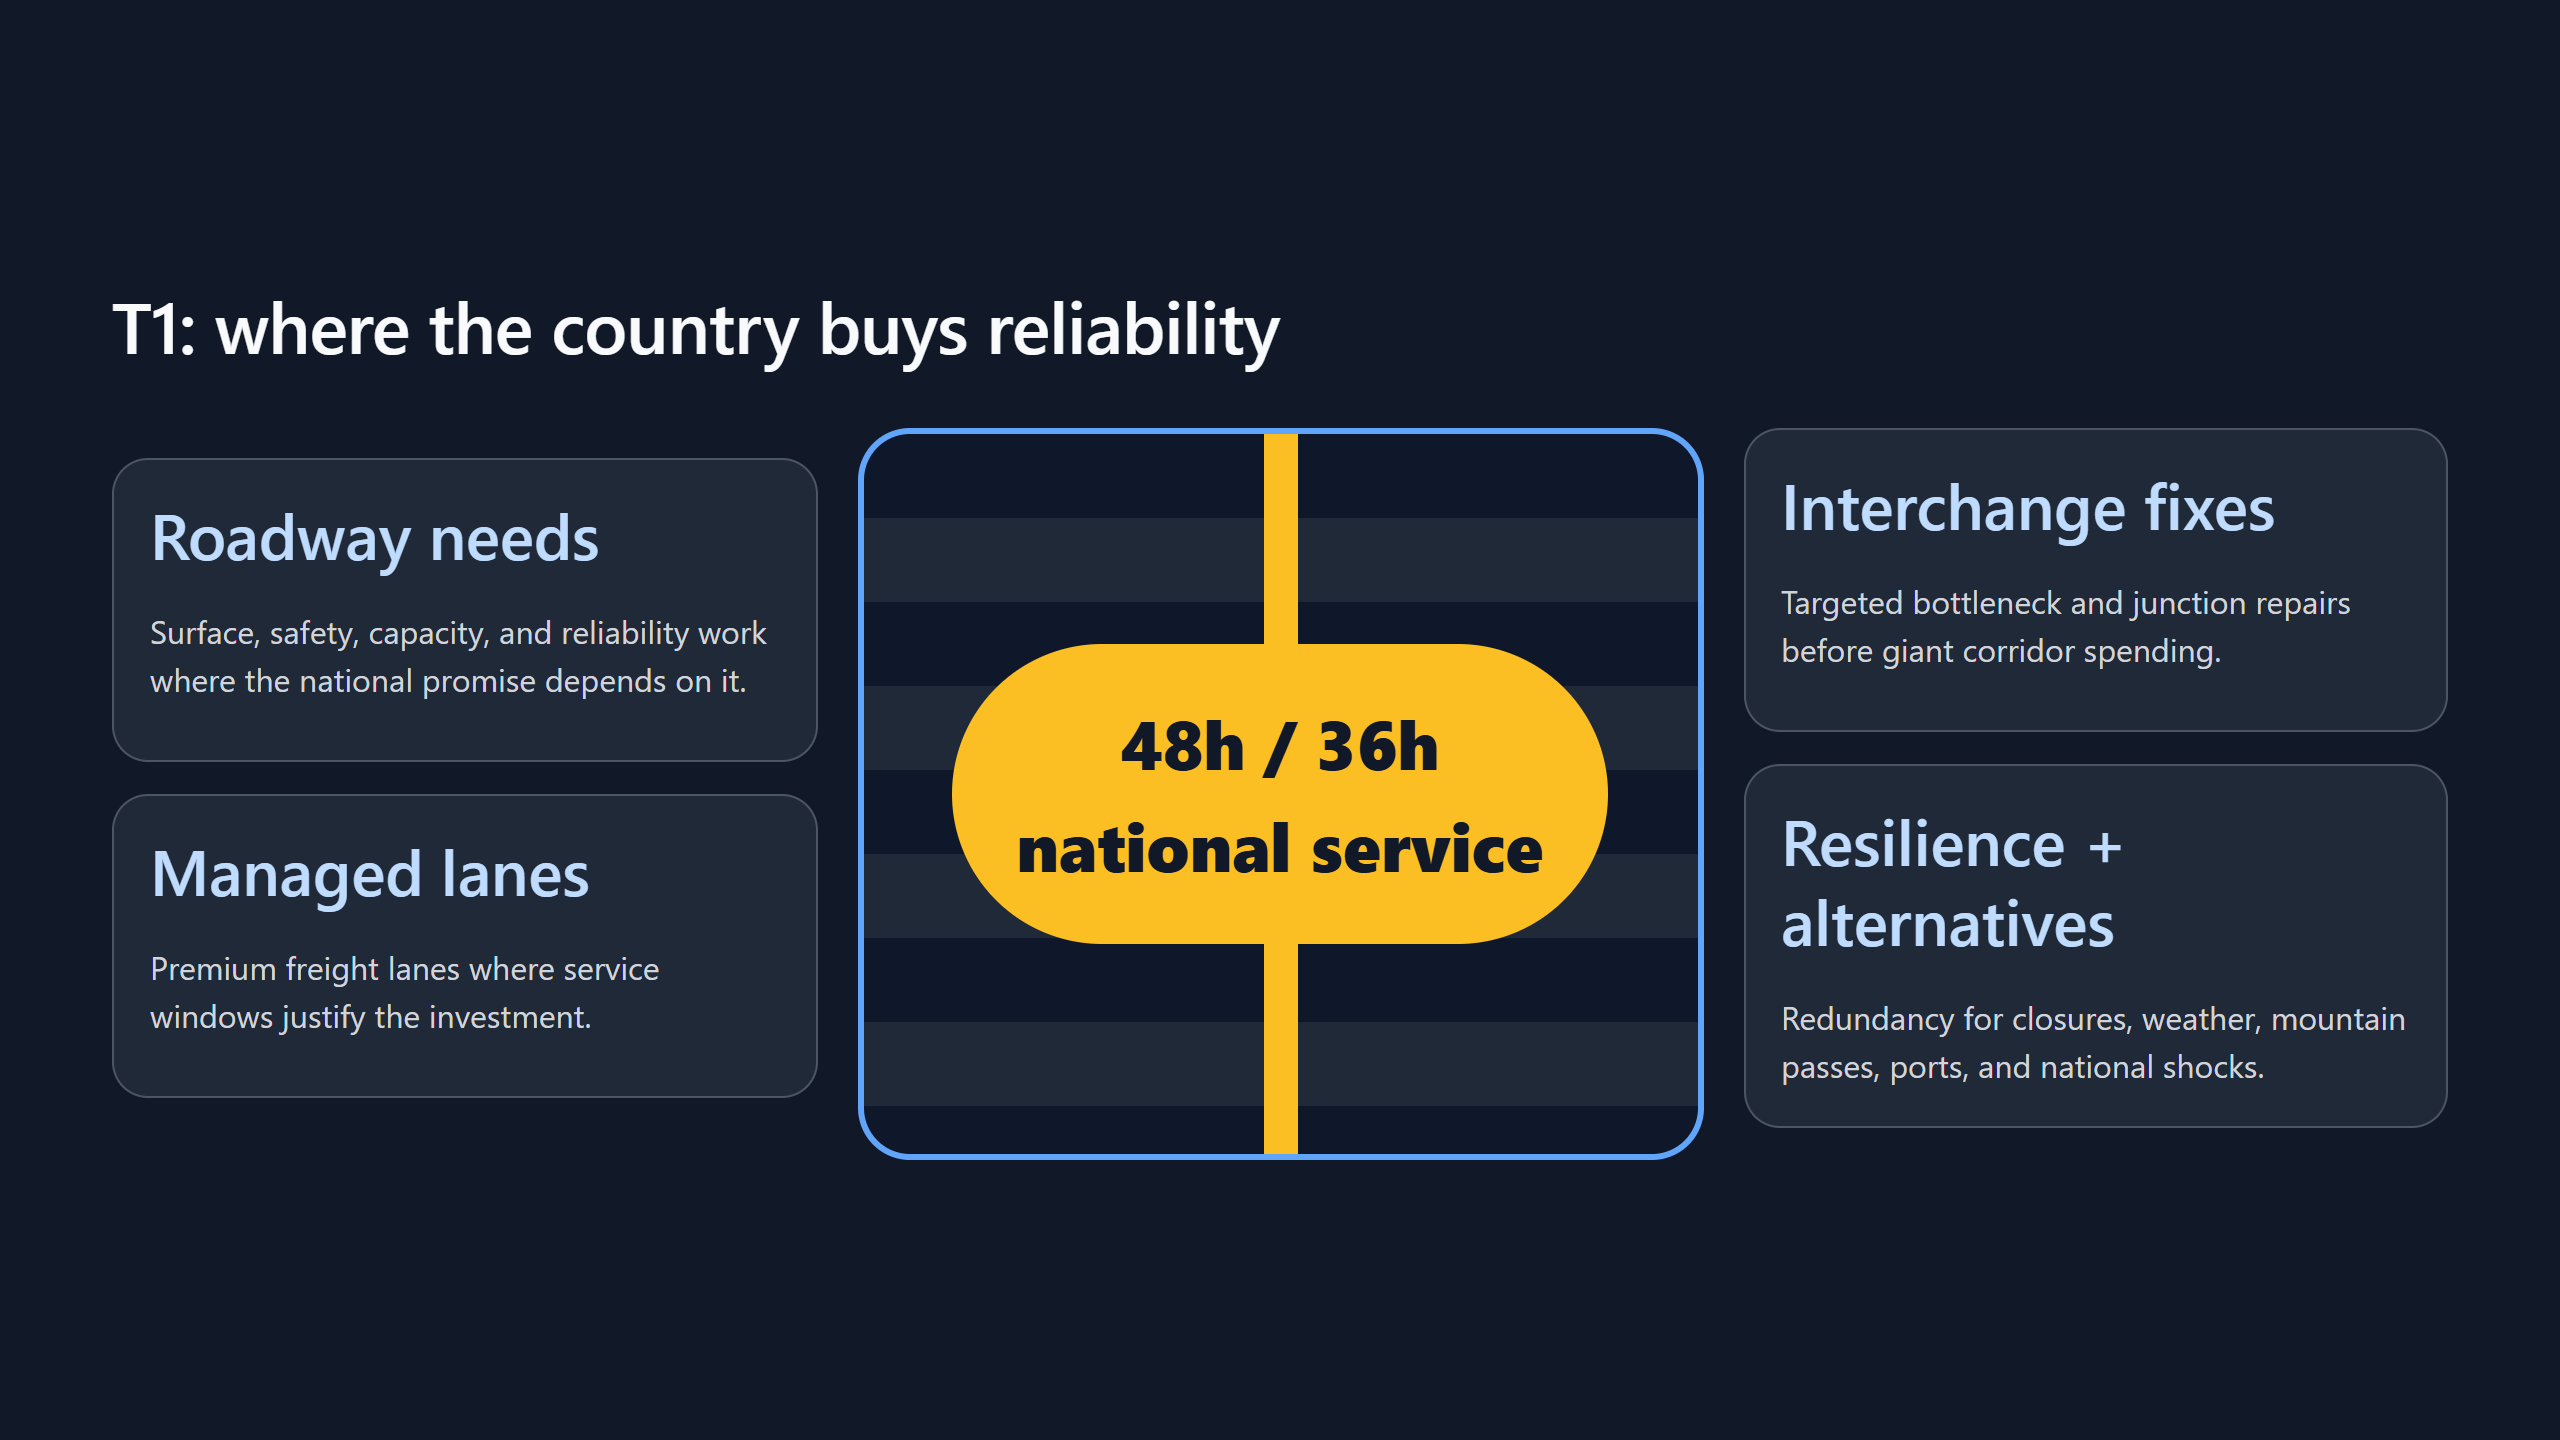 T1: where the country buys reliability
Roadway needs
Surface, safety, capacity, and reliability work
where the national promise depends on it.
Managed lanes
Premium freight lanes where service
windows justify the investment.
48h / 36h
national service
Interchange fixes
Targeted bottleneck and junction repairs
before giant corridor spending.
Resilience +
alternatives
Redundancy for closures, weather, mountain
passes, ports, and national shocks.